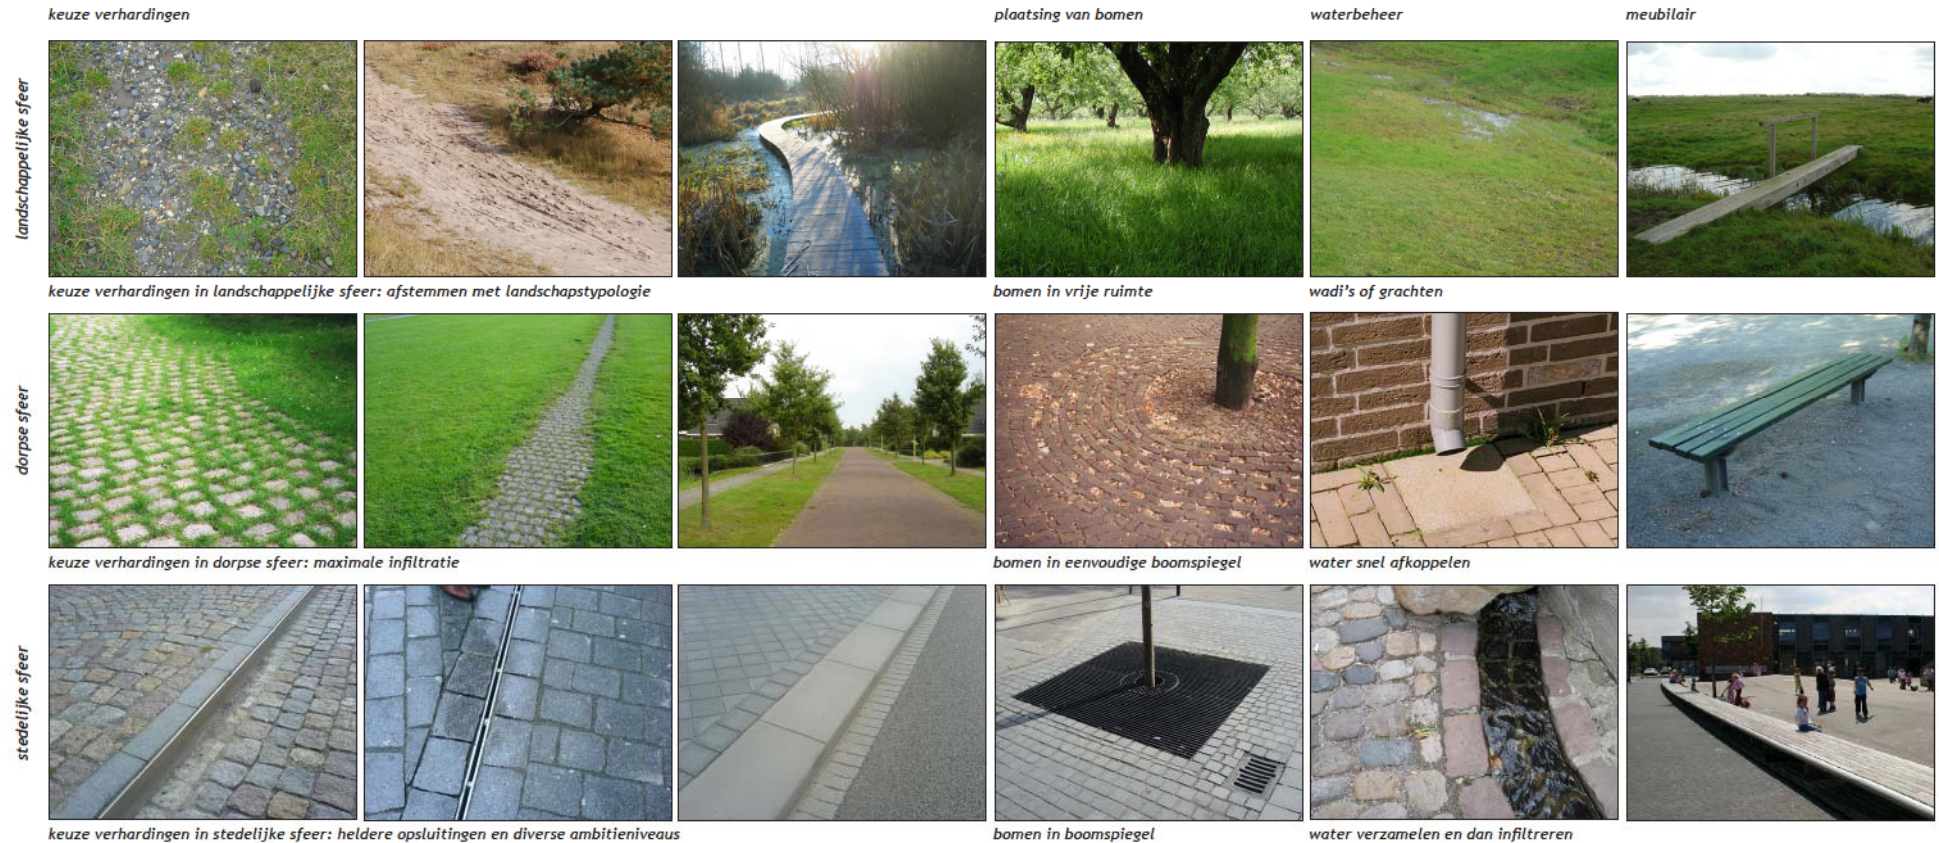 keuze verhardingen
plaatsing van bomen
waterbeheer
meubilair
landschappelijke sfeer
keuze verhardingen in landschappelijke sfeer: afstemmen met landschapstypologie
bomen in vrije ruimte
wadi's of grachten
dorpse sfeer
keuze verhardingen in dorpse sfeer: maximale infiltratie
bomen in eenvoudige boomspiegel
water snel afkoppelen
stedelijke sfeer
keuze verhardingen in stedelijke sfeer: heldere opsluitingen en diverse ambitieniveaus
bomen in boomspiegel
water verzamelen en dan infiltreren